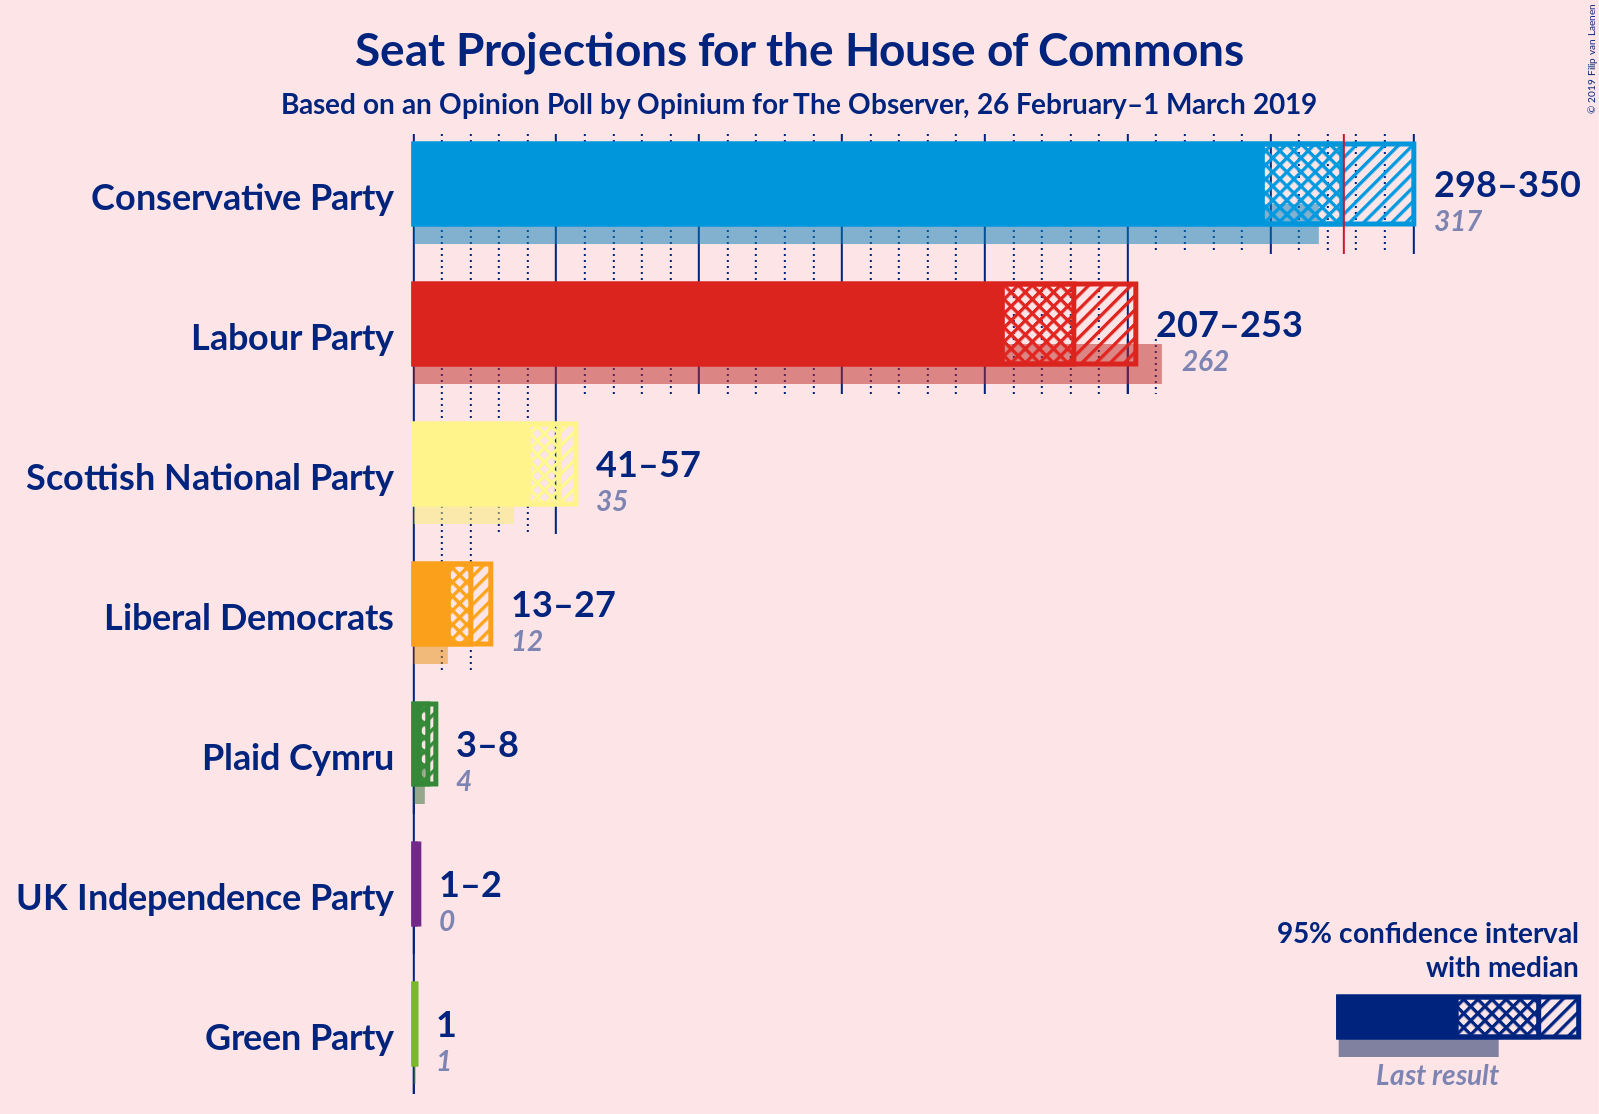 Seat Projections for the House of Commons
Based on an Opinion Poll by Opinium for The Observer, 26 February–1 March 2019
© 2019 Filip van Laenen
Conservative Party
298–350
317
Labour Party
207–253
262
Scottish National Party
41–57
35
Liberal Democrats
13–27
12
Plaid Cymru
3–8
4
UK Independence Party
1–2
0
Green Party
1
1
95% confidence interval
with median
Last result